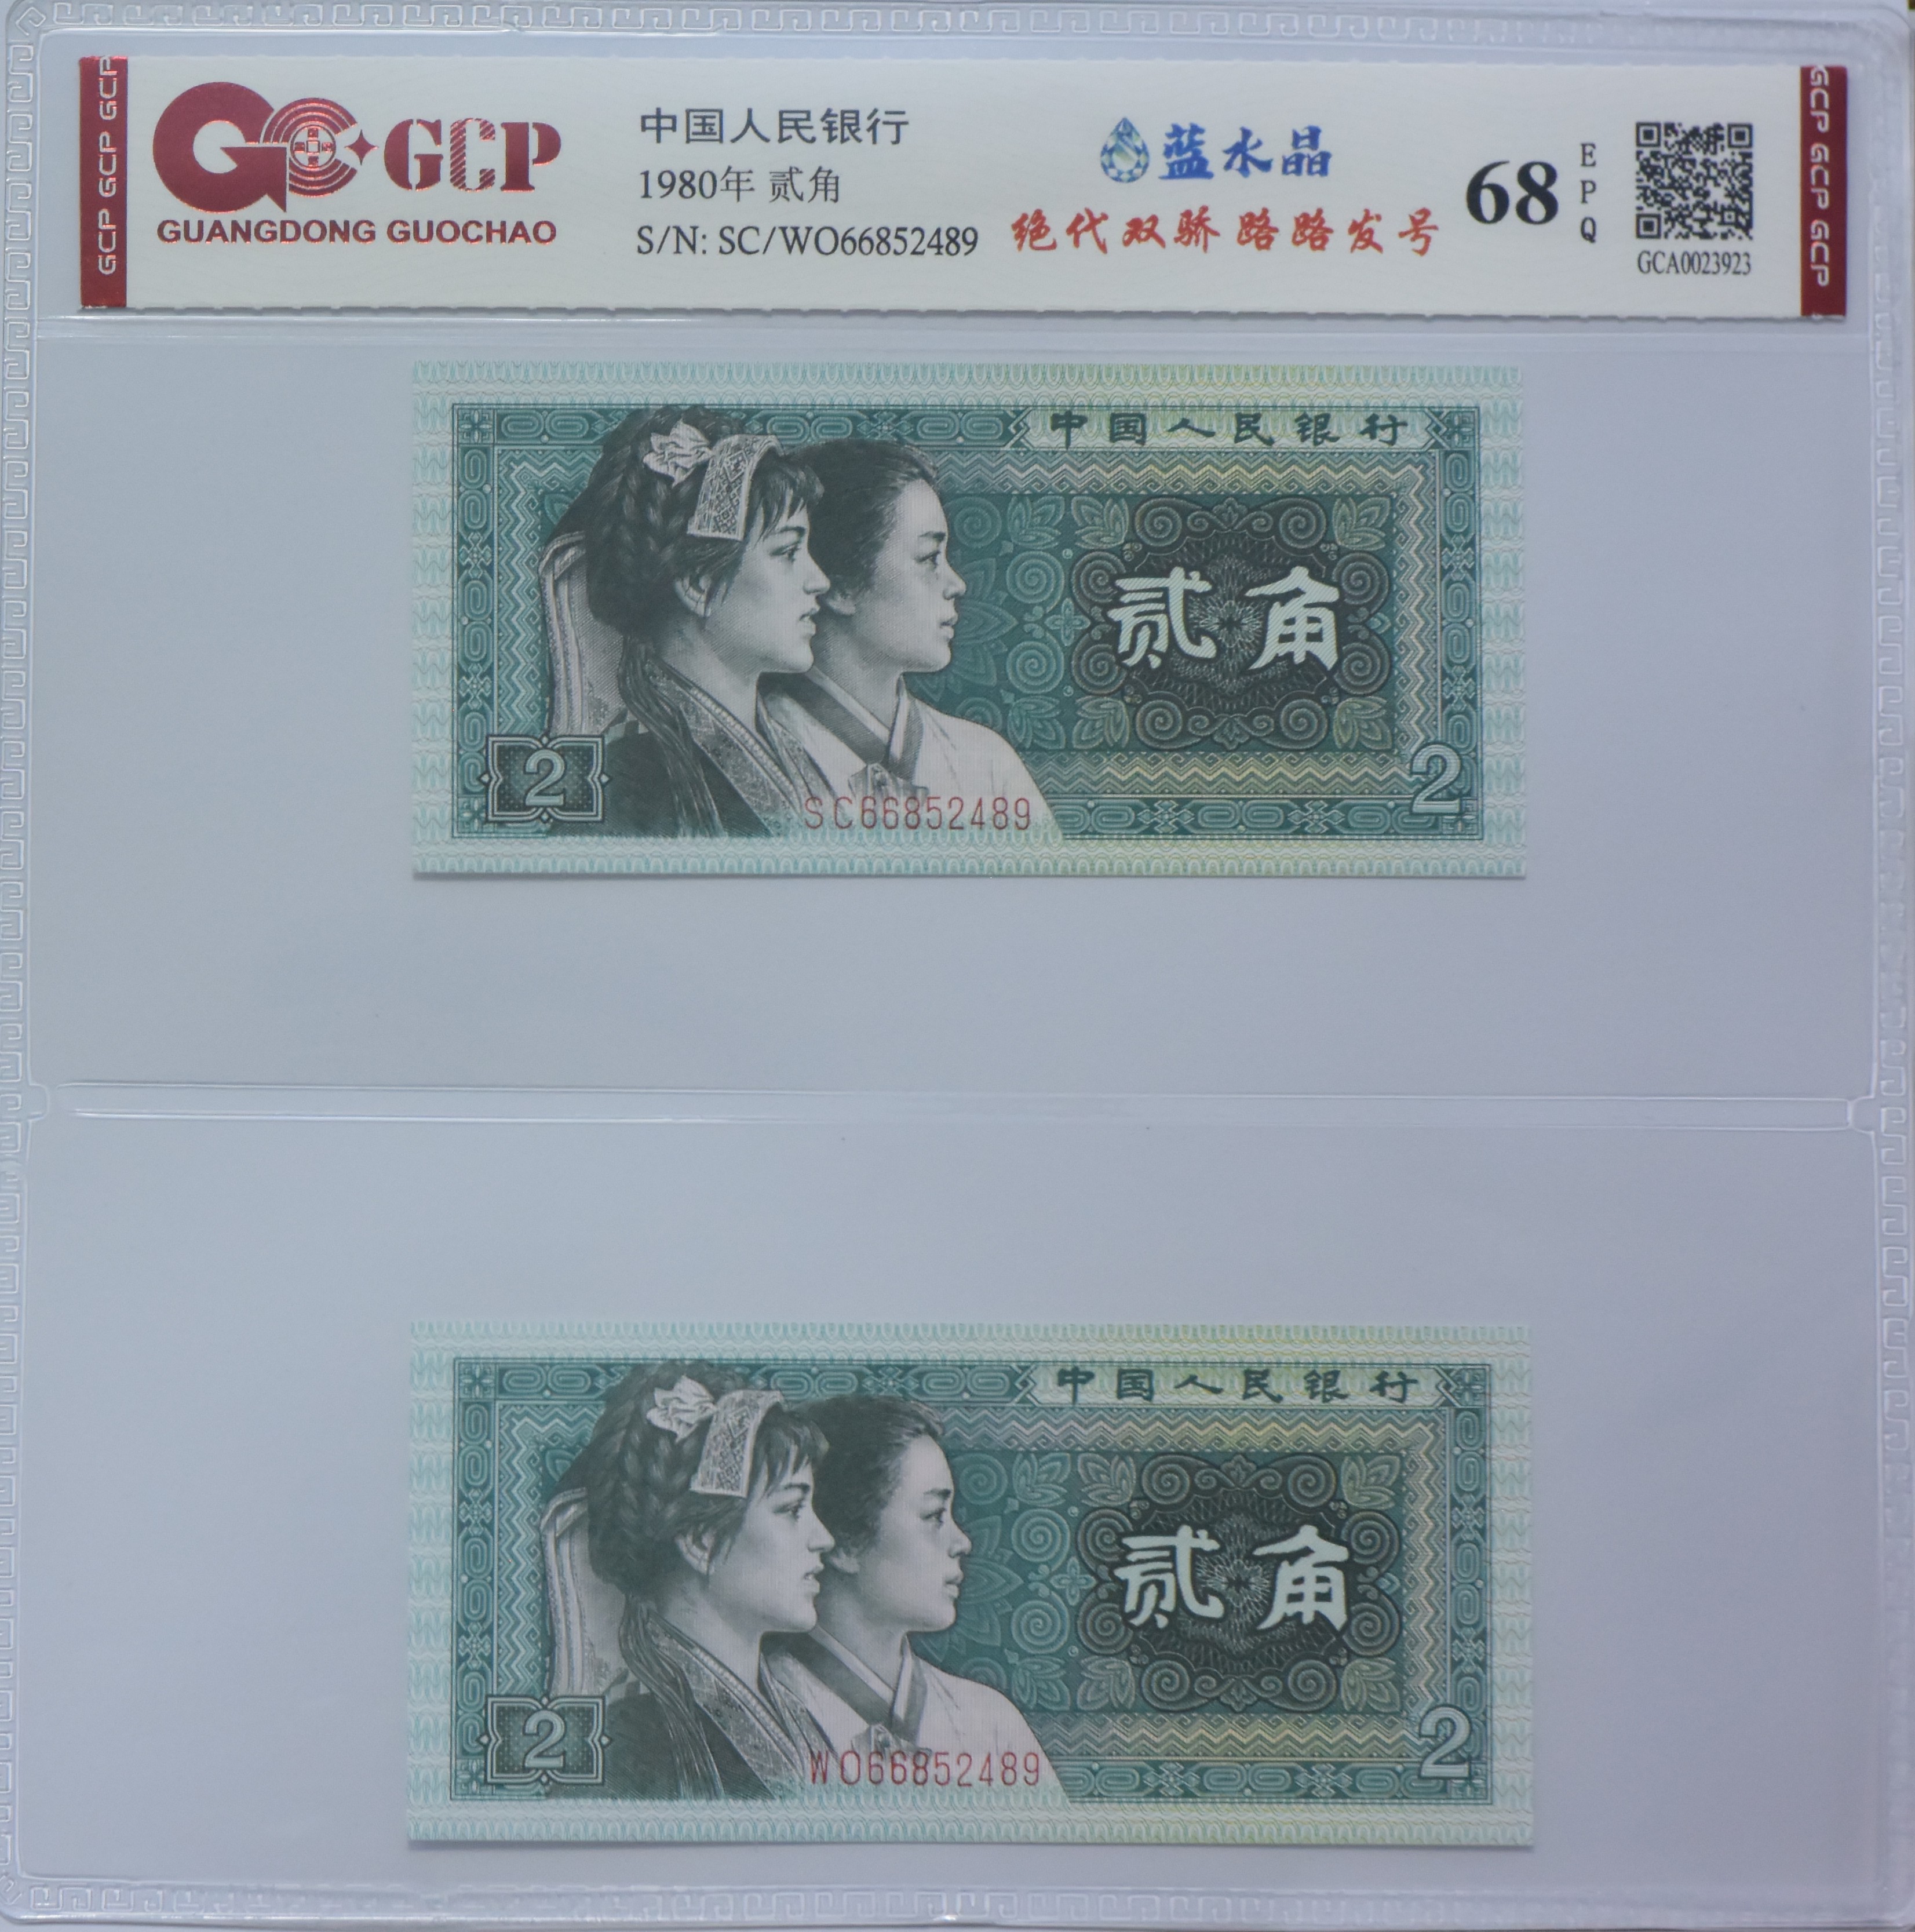 GCP GCP GCP
GCP
GUANGDONG GUOCHAO
中国人民银行
1980年 贰角
S/N: SC/WO66852489
蓝水晶
绝代双骄 路路发号
68
EPQ
GCA0023923
GCP GCP GCP
中国人民银行
贰角
2
2
SC66852489
中国人民银行
贰角
2
2
WO66852489